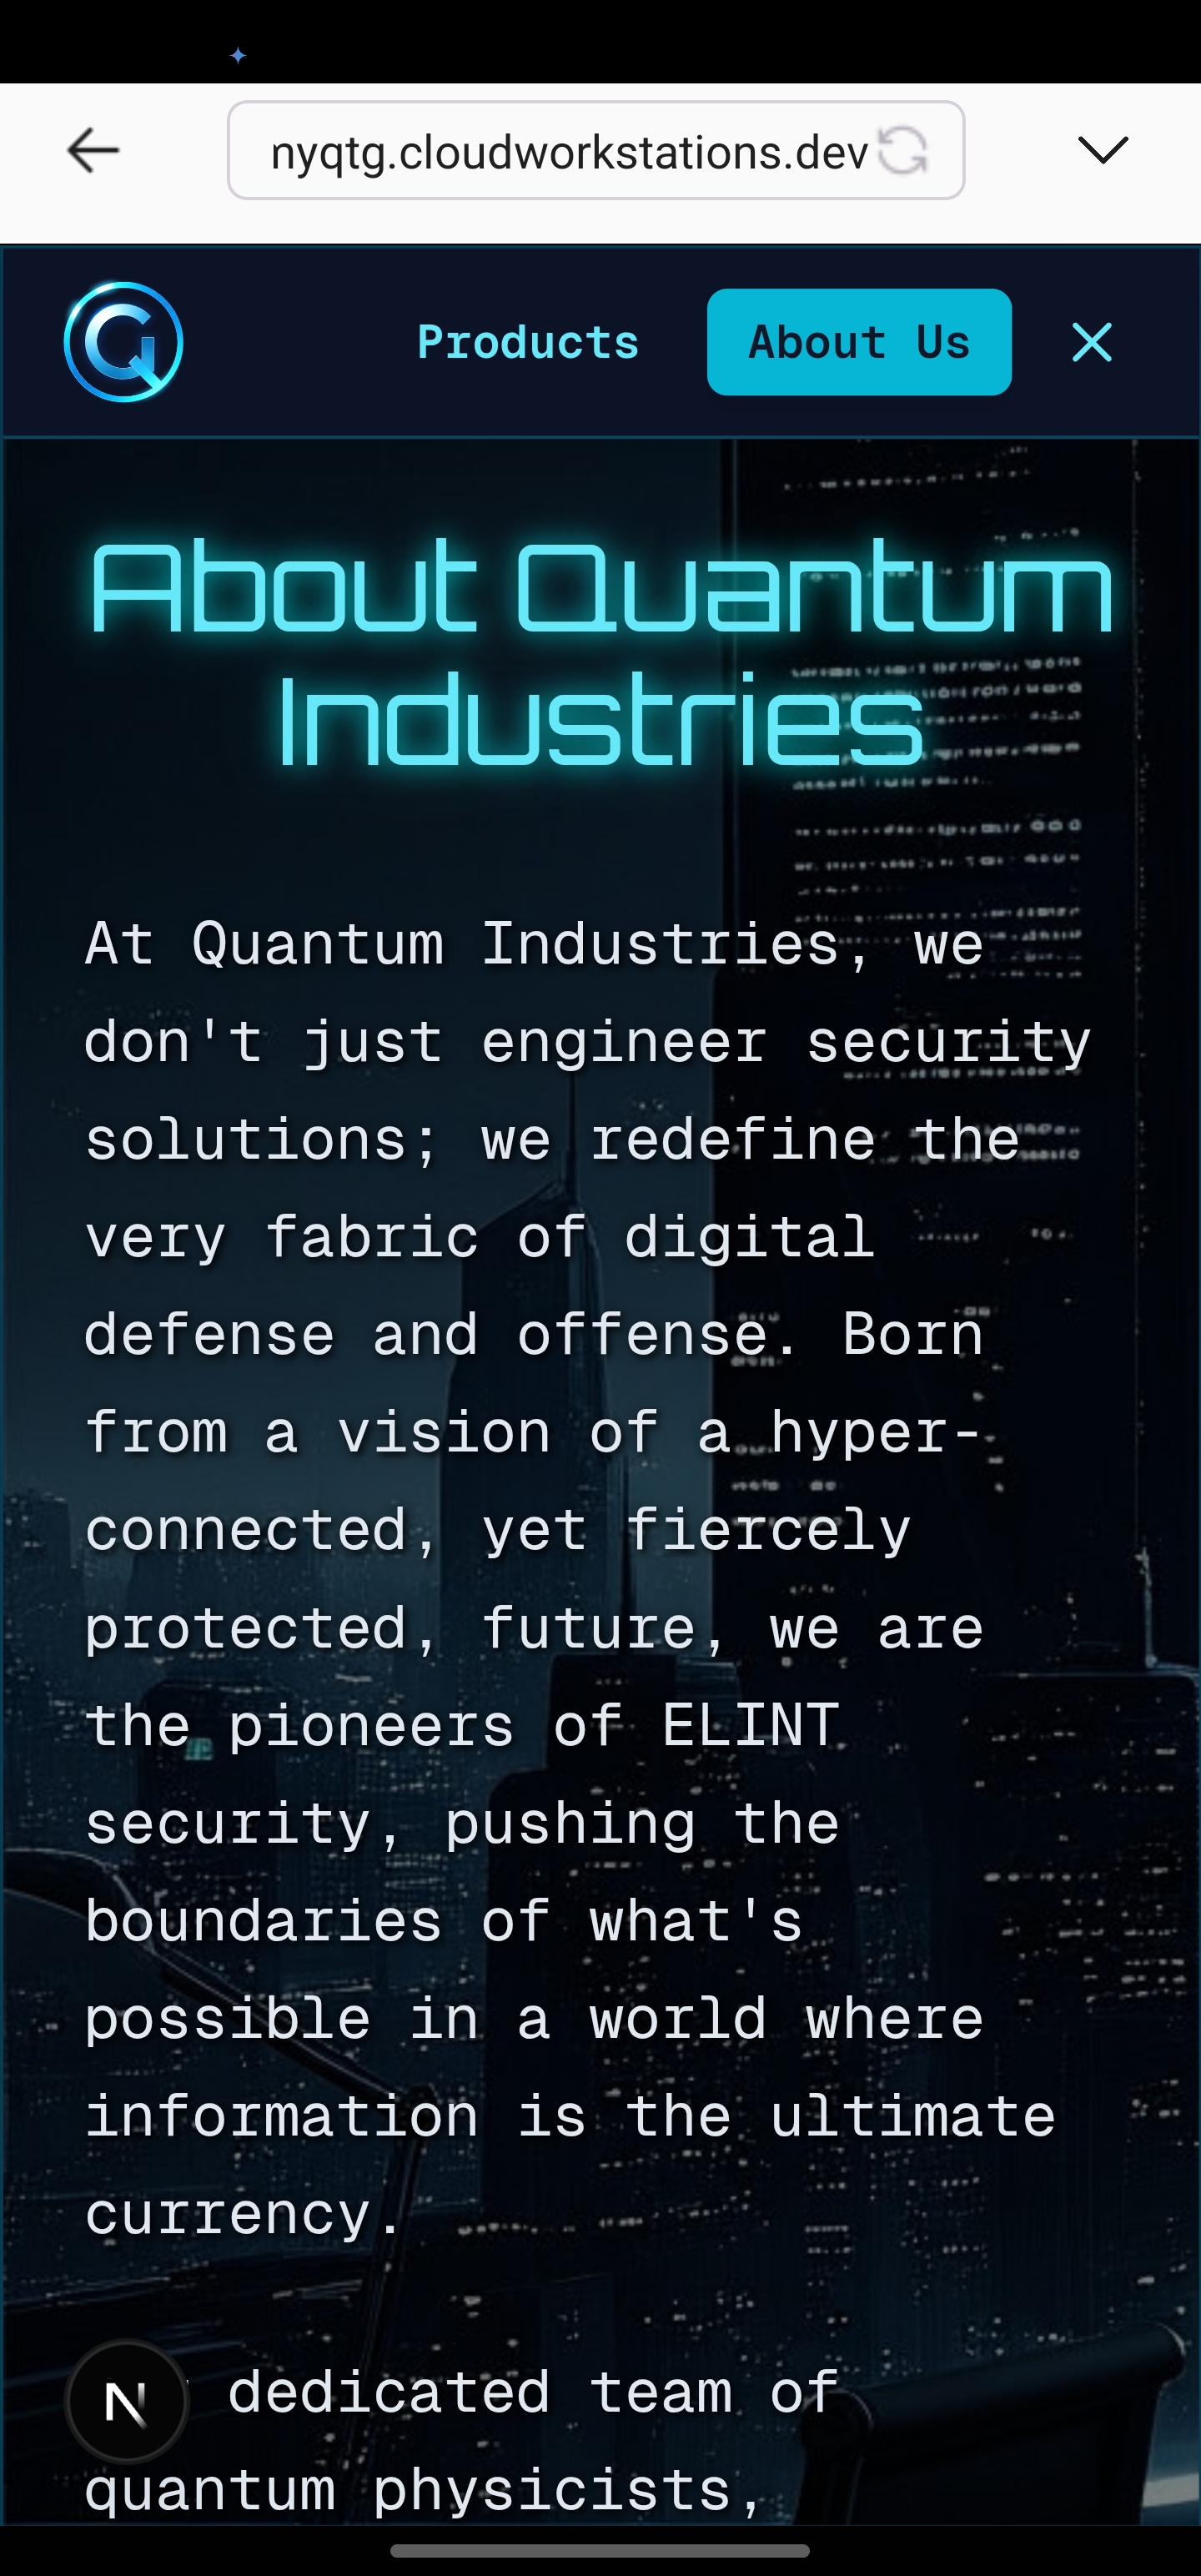 nyqtg.cloudworkstations.dev
Products About Us
About Quantum
Industries
At Quantum Industries, we
don't just engineer security
solutions; we redefine the
very fabric of digital
defense and offense. Born
from a vision of a hyper-
connected, yet fiercely
protected, future, we are
the pioneers of ELINT
security, pushing the
boundaries of what's
possible in a world where
information is the ultimate
currency.
dedicated team of
N
quantum physicists,